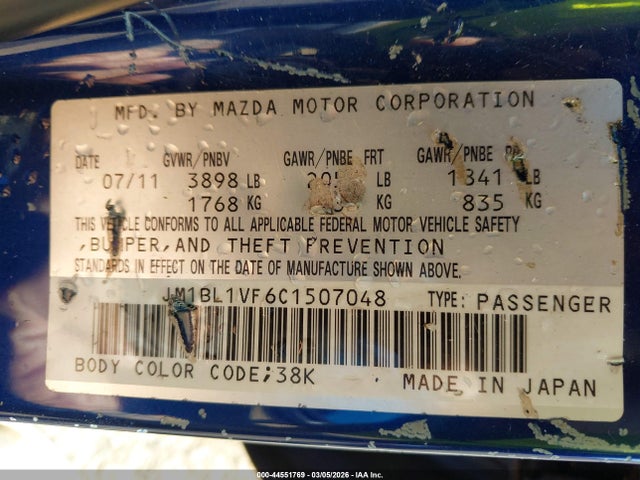 MFD. BY MAZDA MOTOR CORPORATION
DATE GVWR/PNBV GAWR/PNBE FRT GAWR/PNBE
07/11 3898 LB LB 1841 LB
1768 KG KG 835 KG
THIS VEHICLE CONFORMS TO ALL APPLICABLE FEDERAL MOTOR VEHICLE SAFETY
,BUMPER,AND THEFT PREVENTION
STANDARDS IN EFFECT ON THE DATE OF MANUFACTURE SHOWN ABOVE.
JM1BL1VF6C1507048 TYPE: PASSENGER
BODY COLOR CODE;38K MADE IN JAPAN
000-44551769 - 03/05/2026 - IAA Inc.